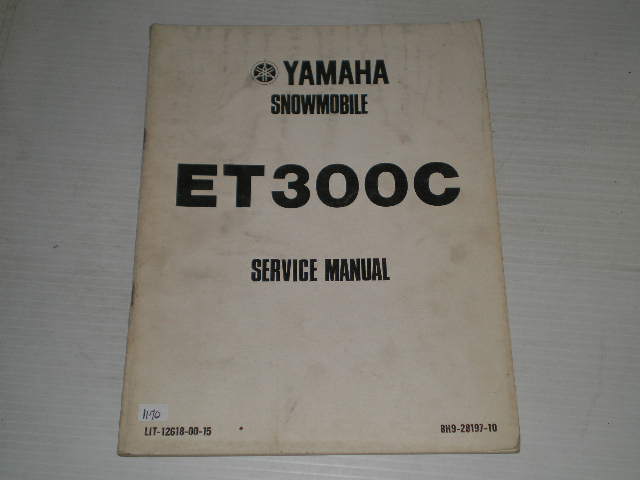 YAMAHA
SNOWMOBILE
ET300C
SERVICE MANUAL
1170
LIT-12618-00-15
8H9-28197-10